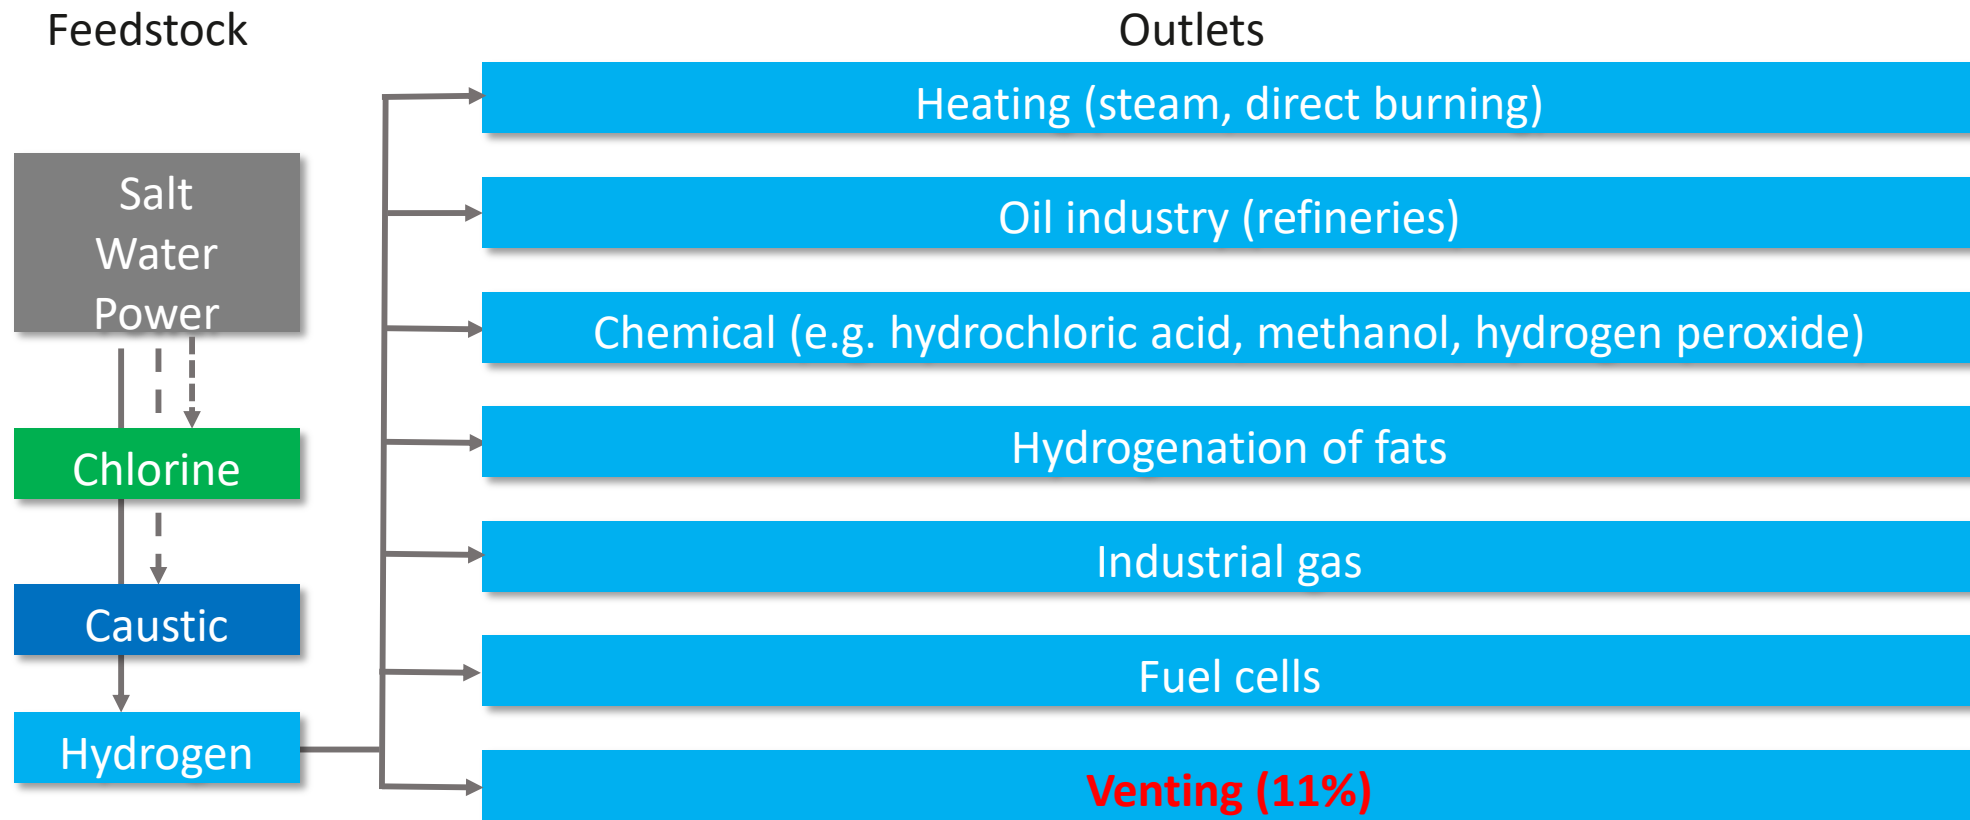 Feedstock
Outlets
Salt
Water
Power
Chlorine
Caustic
Hydrogen
Heating (steam, direct burning)
Oil industry (refineries)
Chemical (e.g. hydrochloric acid, methanol, hydrogen peroxide)
Hydrogenation of fats
Industrial gas
Fuel cells
Venting (11%)